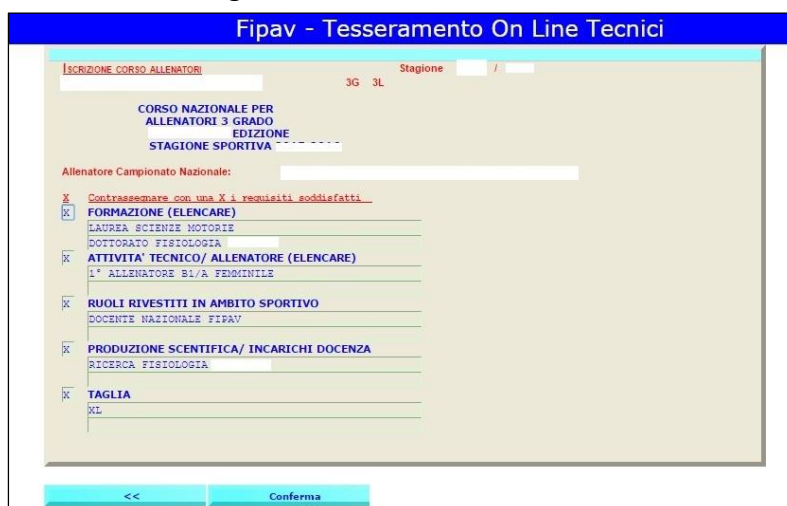 Fipav - Tesseramento On Line Tecnici
ISCRIZIONE CORSO ALLENATORI
Stagione /
3G 3L
CORSO NAZIONALE PER
ALLENATORI 3 GRADO
EDIZIONE
STAGIONE SPORTIVA
Allenatore Campionato Nazionale:
X Contrassegnare con una X i requisiti soddisfatti
X FORMAZIONE (ELENCARE)
LAUREA SCIENZE MOTORIE
DOTTORATO FISIOLOGIA
X ATTIVITA' TECNICO/ ALLENATORE (ELENCARE)
1° ALLENATORE B1/A FEMMINILE
X RUOLI RIVESTITI IN AMBITO SPORTIVO
DOCENTE NAZIONALE FIPAV
X PRODUZIONE SCENTIFICA/ INCARICHI DOCENZA
RICERCA FISIOLOGIA
X TAGLIA
XL
<< Conferma